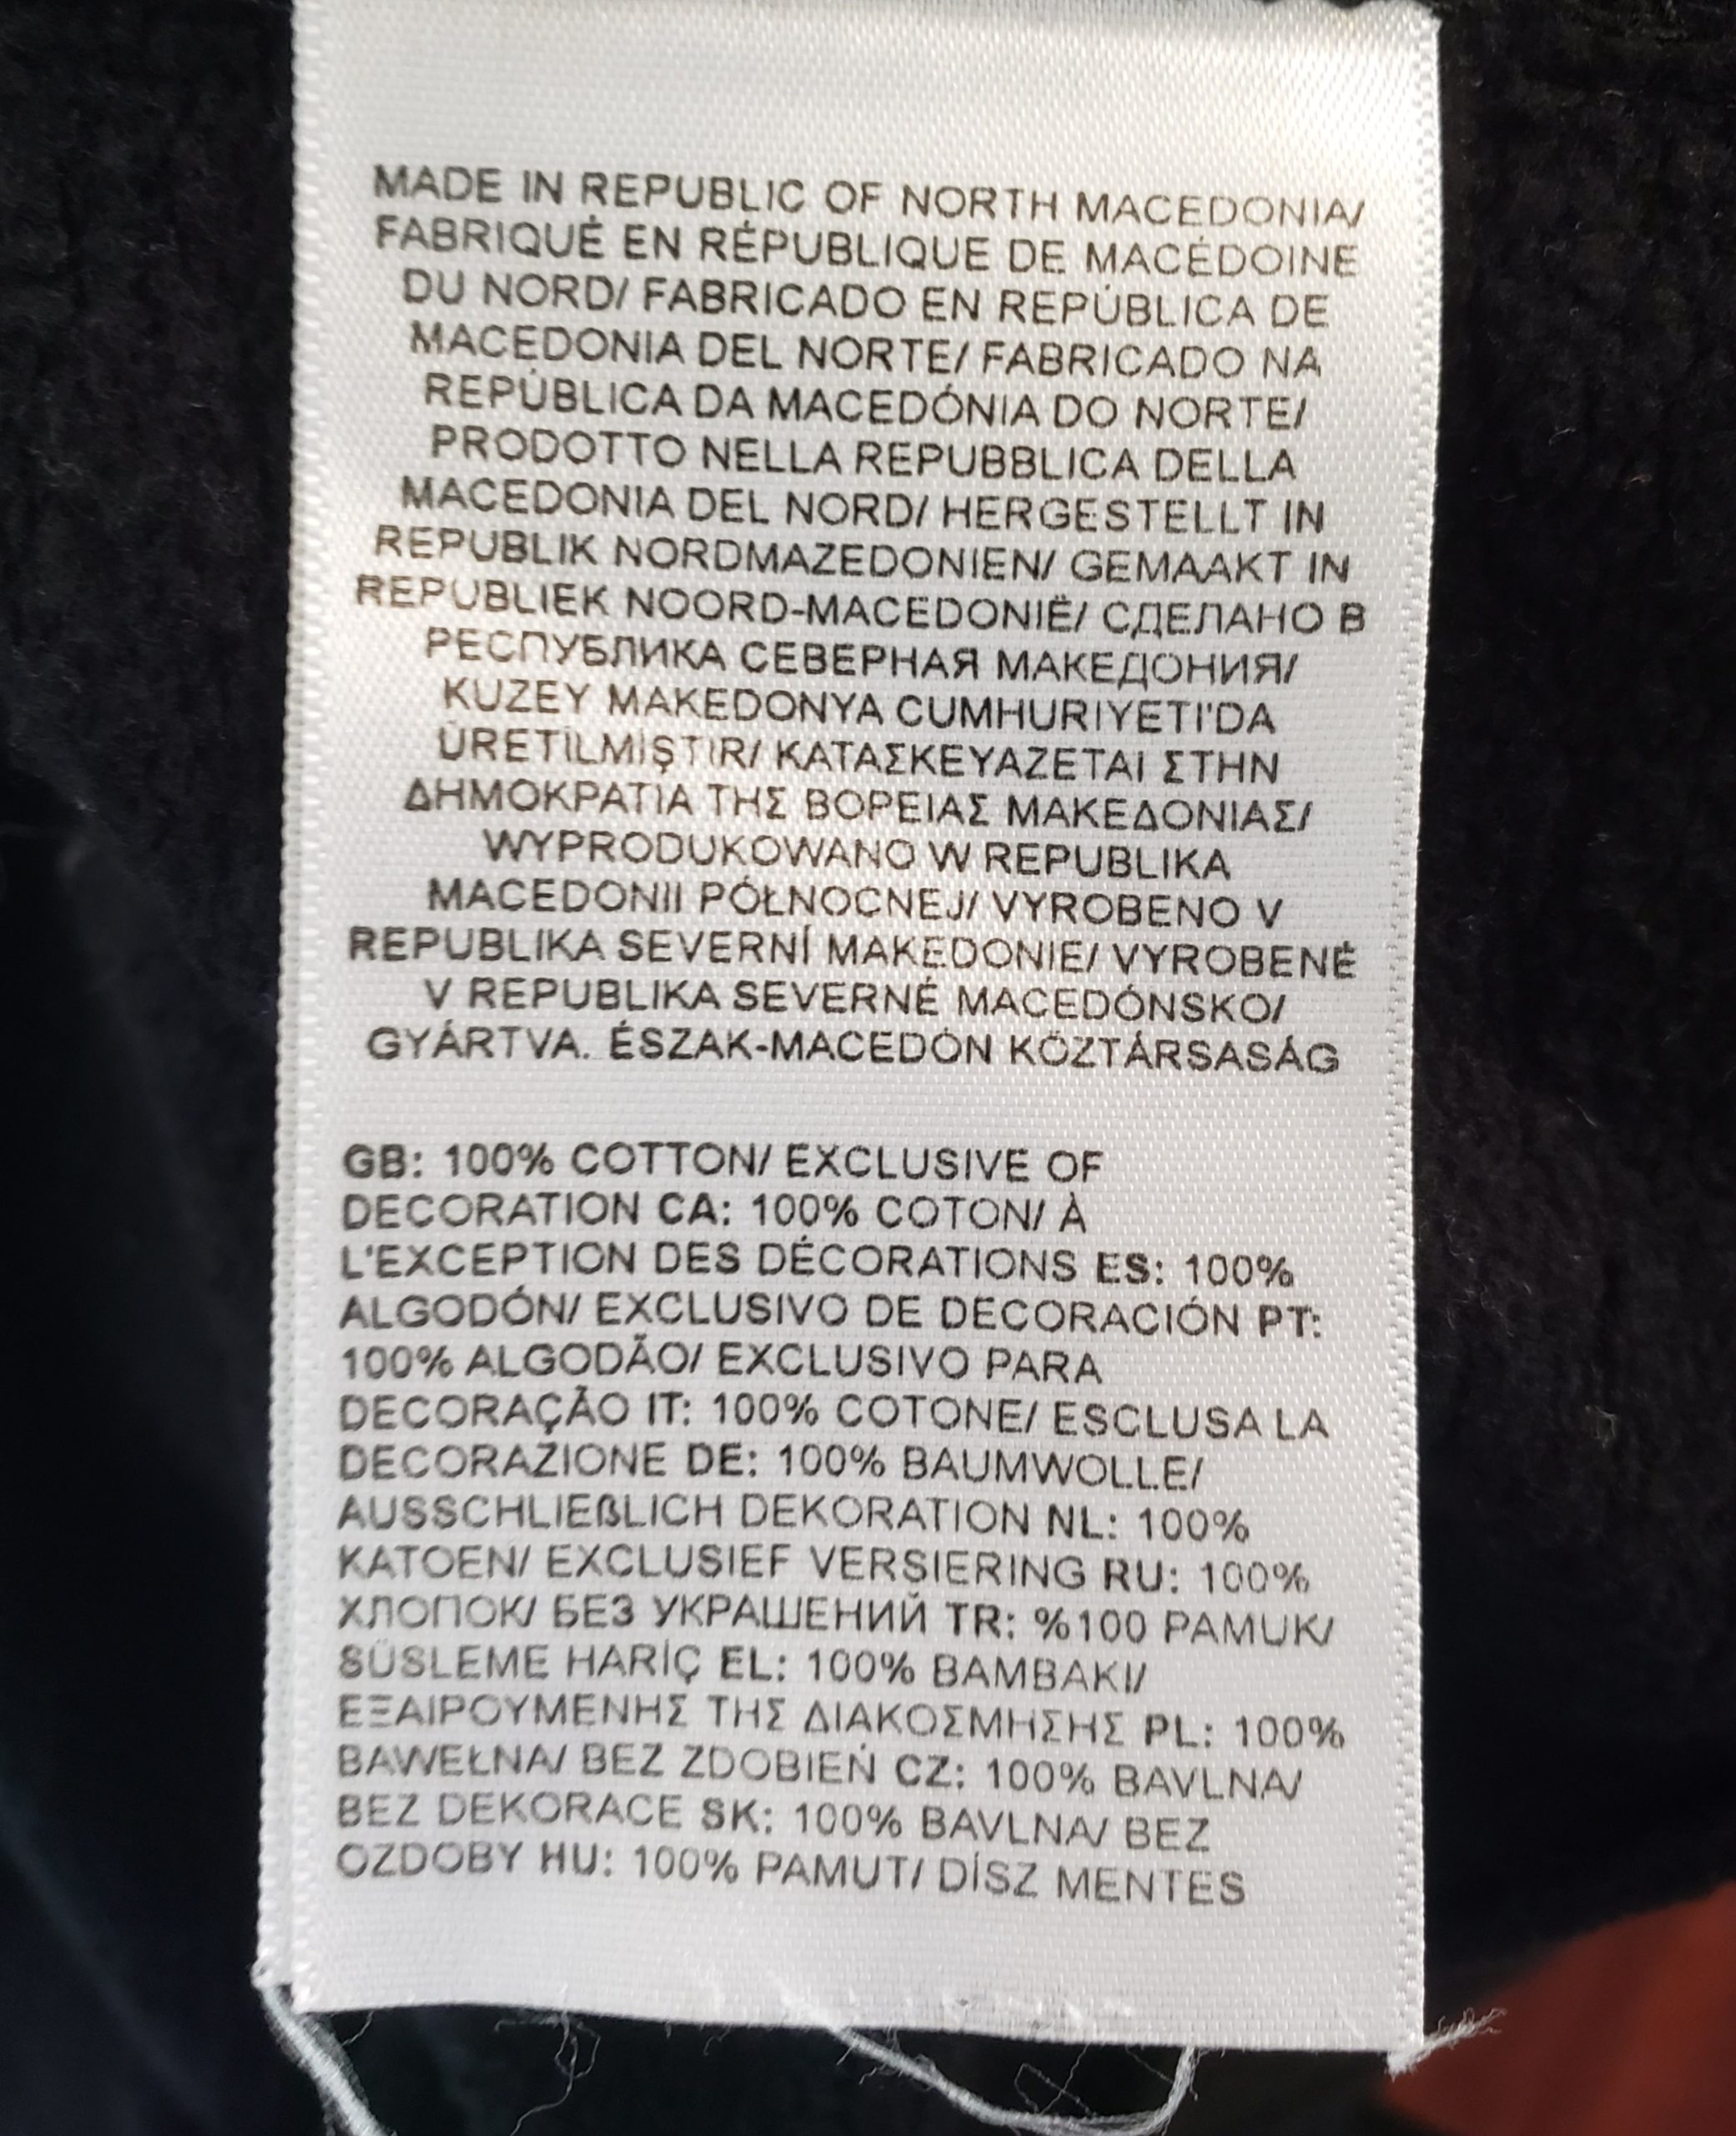 MADE IN REPUBLIC OF NORTH MACEDONIA/
FABRIQUÉ EN RÉPUBLIQUE DE MACÉDOINE
DU NORD/ FABRICADO EN REPÚBLICA DE
MACEDONIA DEL NORTE/ FABRICADO NA
REPÚBLICA DA MACEDÓNIA DO NORTE/
PRODOTTO NELLA REPUBBLICA DELLA
MACEDONIA DEL NORD/ HERGESTELLT IN
REPUBLIK NORDMAZEDONIEN/ GEMAAKT IN
REPUBLIEK NOORD-MACEDONIË/ СДЕЛАНО В
РЕСПУБЛИКА СЕВЕРНАЯ МАКЕДОНИЯ/
KUZEY MAKEDONYA CUMHURIYETI'DA
ÜRETİLMİŞTİR/ ΚΑΤΑΣΚΕΥΑΖΕΤΑΙ ΣΤΗΝ
ΔΗΜΟΚΡΑΤΙΑ ΤΗΣ ΒΟΡΕΙΑΣ ΜΑΚΕΔΟΝΙΑΣ/
WYPRODUKOWANO W REPUBLIKA
MACEDONII PÓŁNOCNEJ/ VYROBENO V
REPUBLIKA SEVERNÍ MAKEDONIE/ VYROBENÉ
V REPUBLIKA SEVERNÉ MACEDÓNSKO/
GYÁRTVA. ÉSZAK-MACEDÓN KÖZTÁRSASÁG
GB: 100% COTTON/ EXCLUSIVE OF
DECORATION CA: 100% COTON/ À
L'EXCEPTION DES DÉCORATIONS ES: 100%
ALGODÓN/ EXCLUSIVO DE DECORACIÓN PT:
100% ALGODÃO/ EXCLUSIVO PARA
DECORAÇÃO IT: 100% COTONE/ ESCLUSA LA
DECORAZIONE DE: 100% BAUMWOLLE/
AUSSCHLIEßLICH DEKORATION NL: 100%
KATOEN/ EXCLUSIEF VERSIERING RU: 100%
ХЛОПОК/ БЕЗ УКРАШЕНИЙ TR: %100 PAMUK/
SÜSLEME HARİÇ EL: 100% ΒΑΜΒΑΚΙ/
ΕΞΑΙΡΟΥΜΕΝΗΣ ΤΗΣ ΔΙΑΚΟΣΜΗΣΗΣ PL: 100%
BAWEŁNA/ BEZ ZDOBIEŃ CZ: 100% BAVLNA/
BEZ DEKORACE SK: 100% BAVLNA/ BEZ
OZDOBY HU: 100% PAMUT/ DÍSZ MENTES